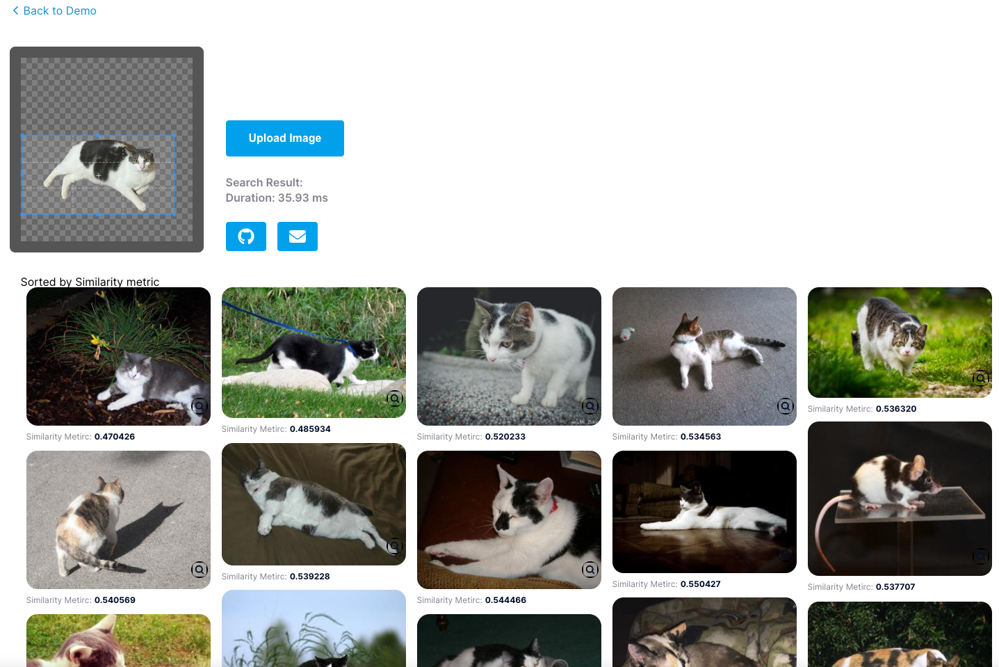 Back to Demo
Upload Image
Search Result:
Duration: 35.93 ms
Sorted by Similarity metric
Similarity Metirc: 0.470426
Similarity Metirc: 0.485934
Similarity Metirc: 0.520233
Similarity Metirc: 0.534563
Similarity Metirc: 0.536320
Similarity Metirc: 0.540569
Similarity Metirc: 0.539228
Similarity Metirc: 0.544466
Similarity Metirc: 0.550427
Similarity Metirc: 0.537707